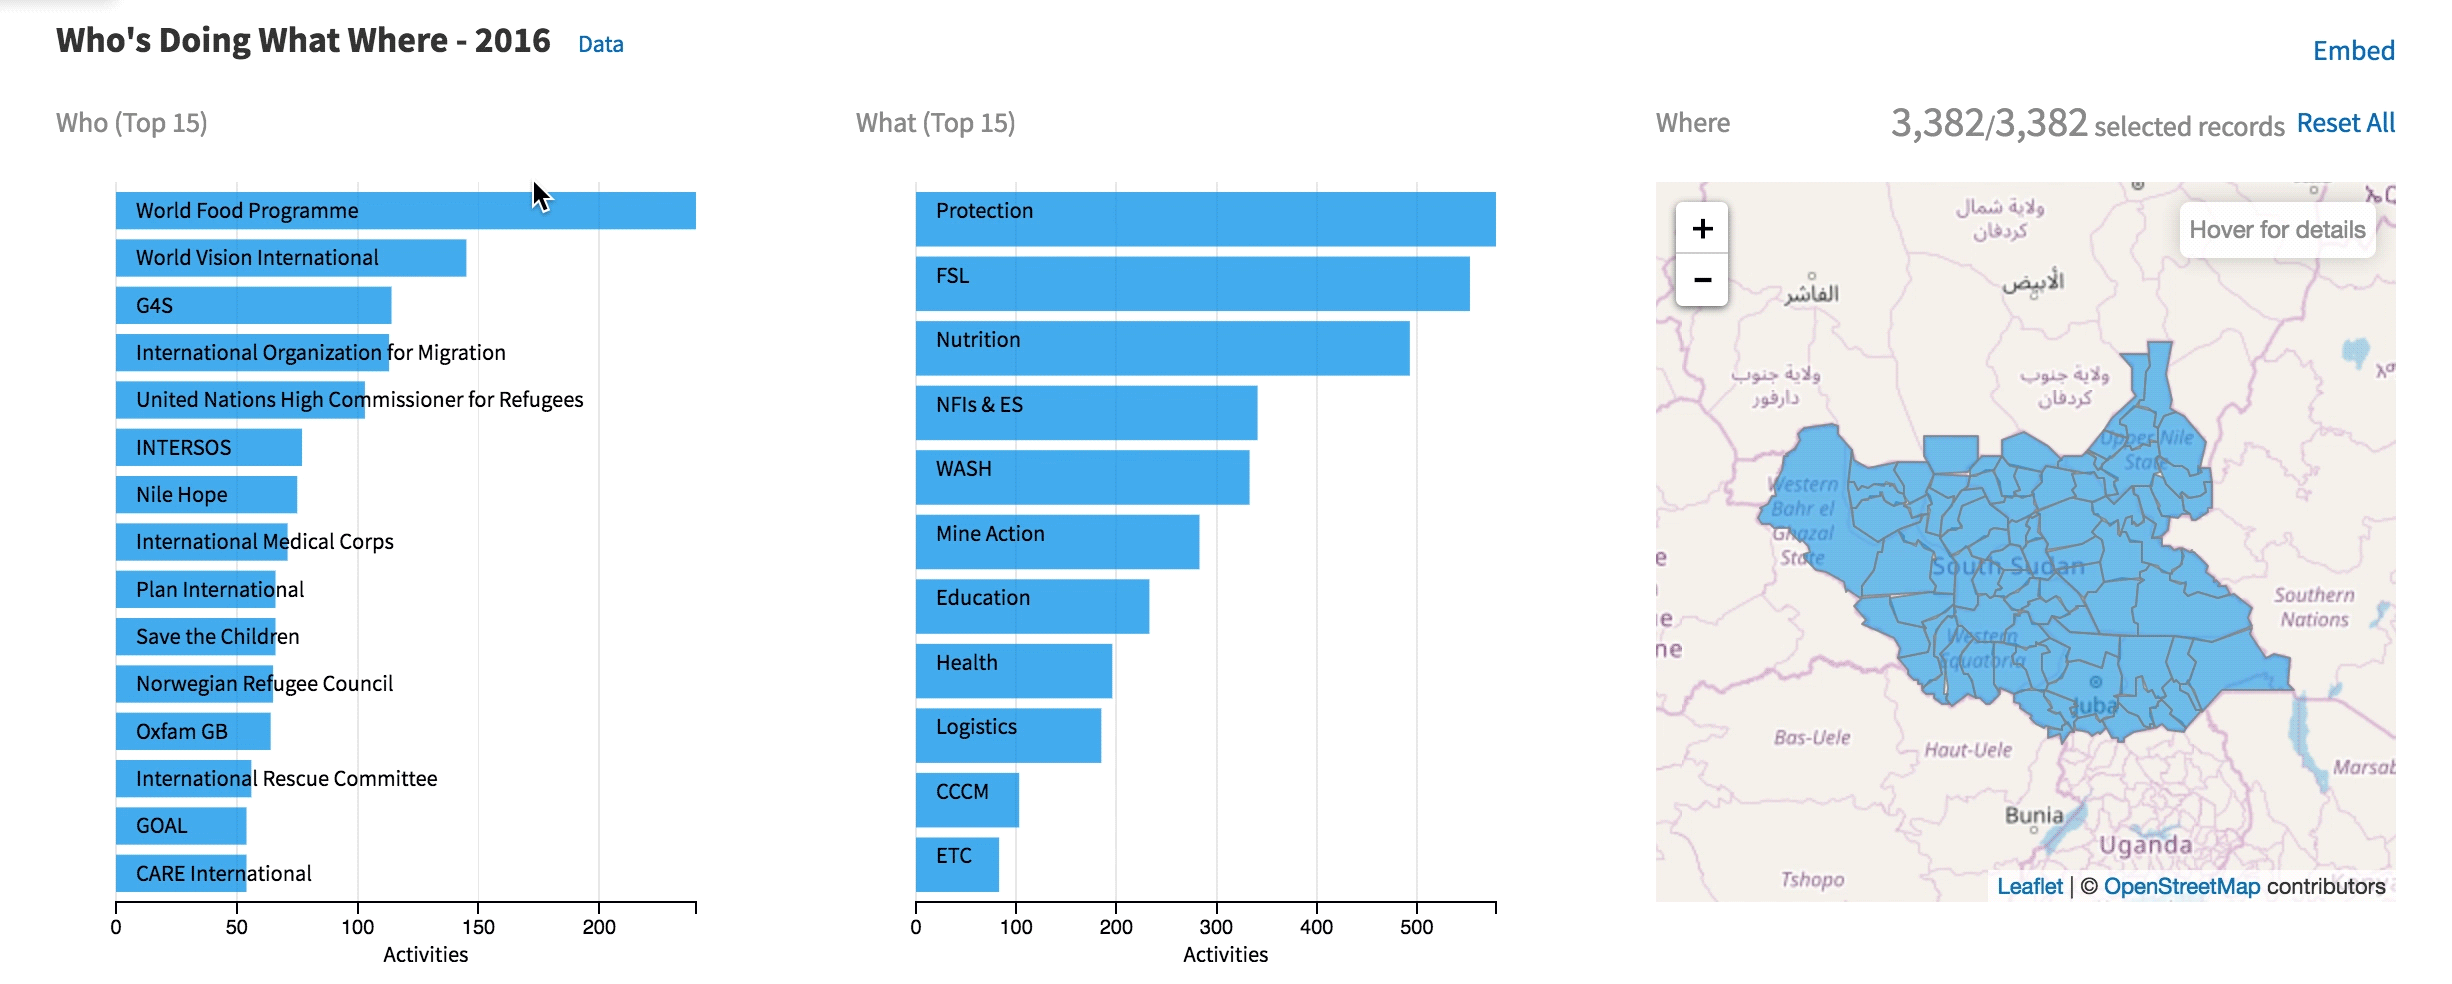 Who's Doing What Where - 2016 Data
Embed
Who (Top 15)
World Food Programme
World Vision International
G4S
International Organization for Migration
United Nations High Commissioner for Refugees
INTERSOS
Nile Hope
International Medical Corps
Plan International
Save the Children
Norwegian Refugee Council
Oxfam GB
International Rescue Committee
GOAL
CARE International
0 50 100 150 200
Activities
What (Top 15)
Protection
FSL
Nutrition
NFIs & ES
WASH
Mine Action
Education
Health
Logistics
CCCM
ETC
0 100 200 300 400 500
Activities
Where
3,382/3,382 selected records Reset All
+
−
Hover for details
ولاية شمال
كردفان
الفاشر
الأبيض
ولاية جنوب
دارفور
ولاية جنوب
كردفان
Upper Nile
State
Western
Bahr el
Ghazal
State
South Sudan
Southern
Nations
Western
Equatoria
Juba
Bas-Uele
Haut-Uele
Bunia
Uganda
Tshopo
Leaflet | © OpenStreetMap contributors